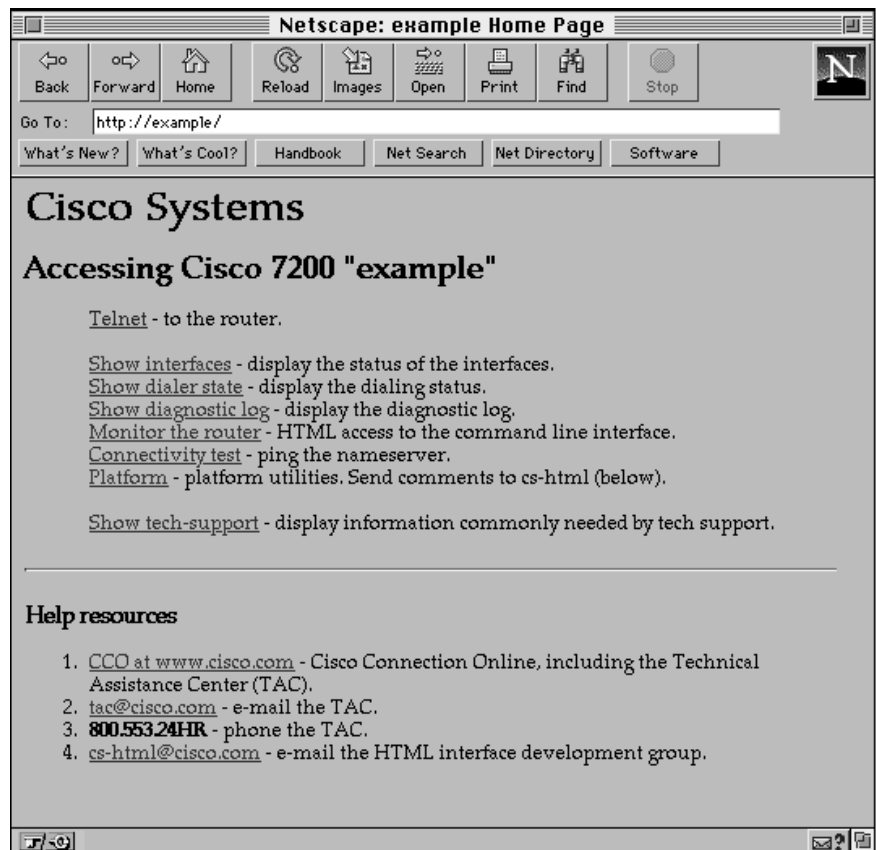 Netscape: example Home Page
Back Forward Home Reload Images Open Print Find Stop
N
Go To: http://example/
What's New? What's Cool? Handbook Net Search Net Directory Software
Cisco Systems
Accessing Cisco 7200 "example"
Telnet - to the router.
Show interfaces - display the status of the interfaces.
Show dialer state - display the dialing status.
Show diagnostic log - display the diagnostic log.
Monitor the router - HTML access to the command line interface.
Connectivity test - ping the nameserver.
Platform - platform utilities. Send comments to cs-html (below).
Show tech-support - display information commonly needed by tech support.
Help resources
1. CCO at www.cisco.com - Cisco Connection Online, including the Technical
Assistance Center (TAC).
2. tac@cisco.com - e-mail the TAC.
3. 800.553.24HR - phone the TAC.
4. cs-html@cisco.com - e-mail the HTML interface development group.
?